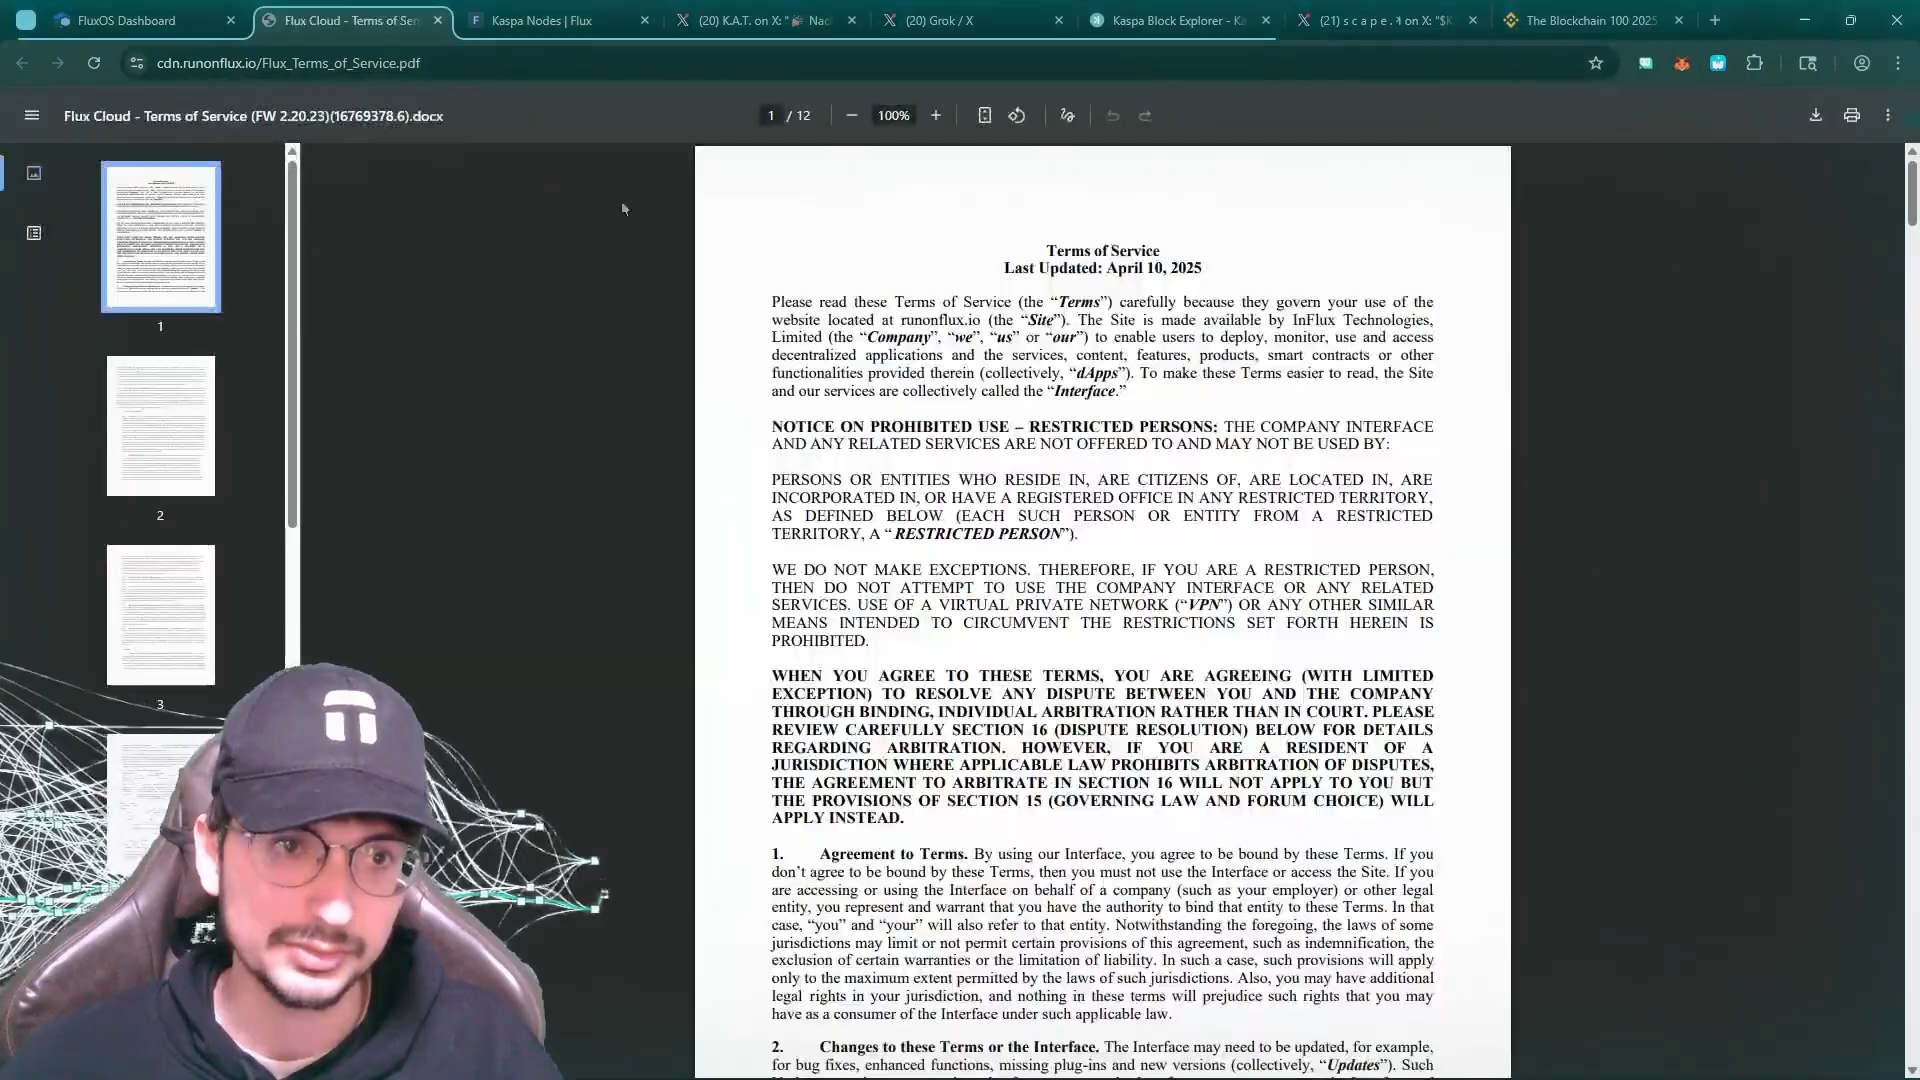 FluxOS Dashboard
Flux Cloud - Terms of Ser
Kaspa Nodes | Flux
(20) K.A.T. on X: "🎉 Nac
(20) Grok / X
Kaspa Block Explorer - Ka
(21) s c a p e .
on X: "$K
The Blockchain 100 2025
cdn.runonflux.io/Flux_Terms_of_Service.pdf
Flux Cloud - Terms of Service (FW 2.20.23)(16769378.6).docx
1 / 12
100%
1
2
3
Terms of Service
Last Updated: April 10, 2025
Please read these Terms of Service (the “Terms”) carefully because they govern your use of the
website located at runonflux.io (the “Site”). The Site is made available by InFlux Technologies,
Limited (the “Company”, “we”, “us” or “our”) to enable users to deploy, monitor, use and access
decentralized applications and the services, content, features, products, smart contracts or other
functionalities provided therein (collectively, “dApps”). To make these Terms easier to read, the Site
and our services are collectively called the “Interface.”
NOTICE ON PROHIBITED USE – RESTRICTED PERSONS: THE COMPANY INTERFACE
AND ANY RELATED SERVICES ARE NOT OFFERED TO AND MAY NOT BE USED BY:
PERSONS OR ENTITIES WHO RESIDE IN, ARE CITIZENS OF, ARE LOCATED IN, ARE
INCORPORATED IN, OR HAVE A REGISTERED OFFICE IN ANY RESTRICTED TERRITORY,
AS DEFINED BELOW (EACH SUCH PERSON OR ENTITY FROM A RESTRICTED
TERRITORY, A “ RESTRICTED PERSON”).
WE DO NOT MAKE EXCEPTIONS. THEREFORE, IF YOU ARE A RESTRICTED PERSON,
THEN DO NOT ATTEMPT TO USE THE COMPANY INTERFACE OR ANY RELATED
SERVICES. USE OF A VIRTUAL PRIVATE NETWORK (“VPN”) OR ANY OTHER SIMILAR
MEANS INTENDED TO CIRCUMVENT THE RESTRICTIONS SET FORTH HEREIN IS
PROHIBITED.
WHEN YOU AGREE TO THESE TERMS, YOU ARE AGREEING (WITH LIMITED
EXCEPTION) TO RESOLVE ANY DISPUTE BETWEEN YOU AND THE COMPANY
THROUGH BINDING, INDIVIDUAL ARBITRATION RATHER THAN IN COURT. PLEASE
REVIEW CAREFULLY SECTION 16 (DISPUTE RESOLUTION) BELOW FOR DETAILS
REGARDING ARBITRATION. HOWEVER, IF YOU ARE A RESIDENT OF A
JURISDICTION WHERE APPLICABLE LAW PROHIBITS ARBITRATION OF DISPUTES,
THE AGREEMENT TO ARBITRATE IN SECTION 16 WILL NOT APPLY TO YOU BUT
THE PROVISIONS OF SECTION 15 (GOVERNING LAW AND FORUM CHOICE) WILL
APPLY INSTEAD.
1. Agreement to Terms. By using our Interface, you agree to be bound by these Terms. If you
don’t agree to be bound by these Terms, then you must not use the Interface or access the Site. If you
are accessing or using the Interface on behalf of a company (such as your employer) or other legal
entity, you represent and warrant that you have the authority to bind that entity to these Terms. In that
case, “you” and “your” will also refer to that entity. Notwithstanding the foregoing, the laws of some
jurisdictions may limit or not permit certain provisions of this agreement, such as indemnification, the
exclusion of certain warranties or the limitation of liability. In such a case, such provisions will apply
only to the maximum extent permitted by the laws of such jurisdictions. Also, you may have additional
legal rights in your jurisdiction, and nothing in these terms will prejudice such rights that you may
have as a consumer of the Interface under such applicable law.
2. Changes to these Terms or the Interface. The Interface may need to be updated, for example,
for bug fixes, enhanced functions, missing plug-ins and new versions (collectively, “Updates”). Such